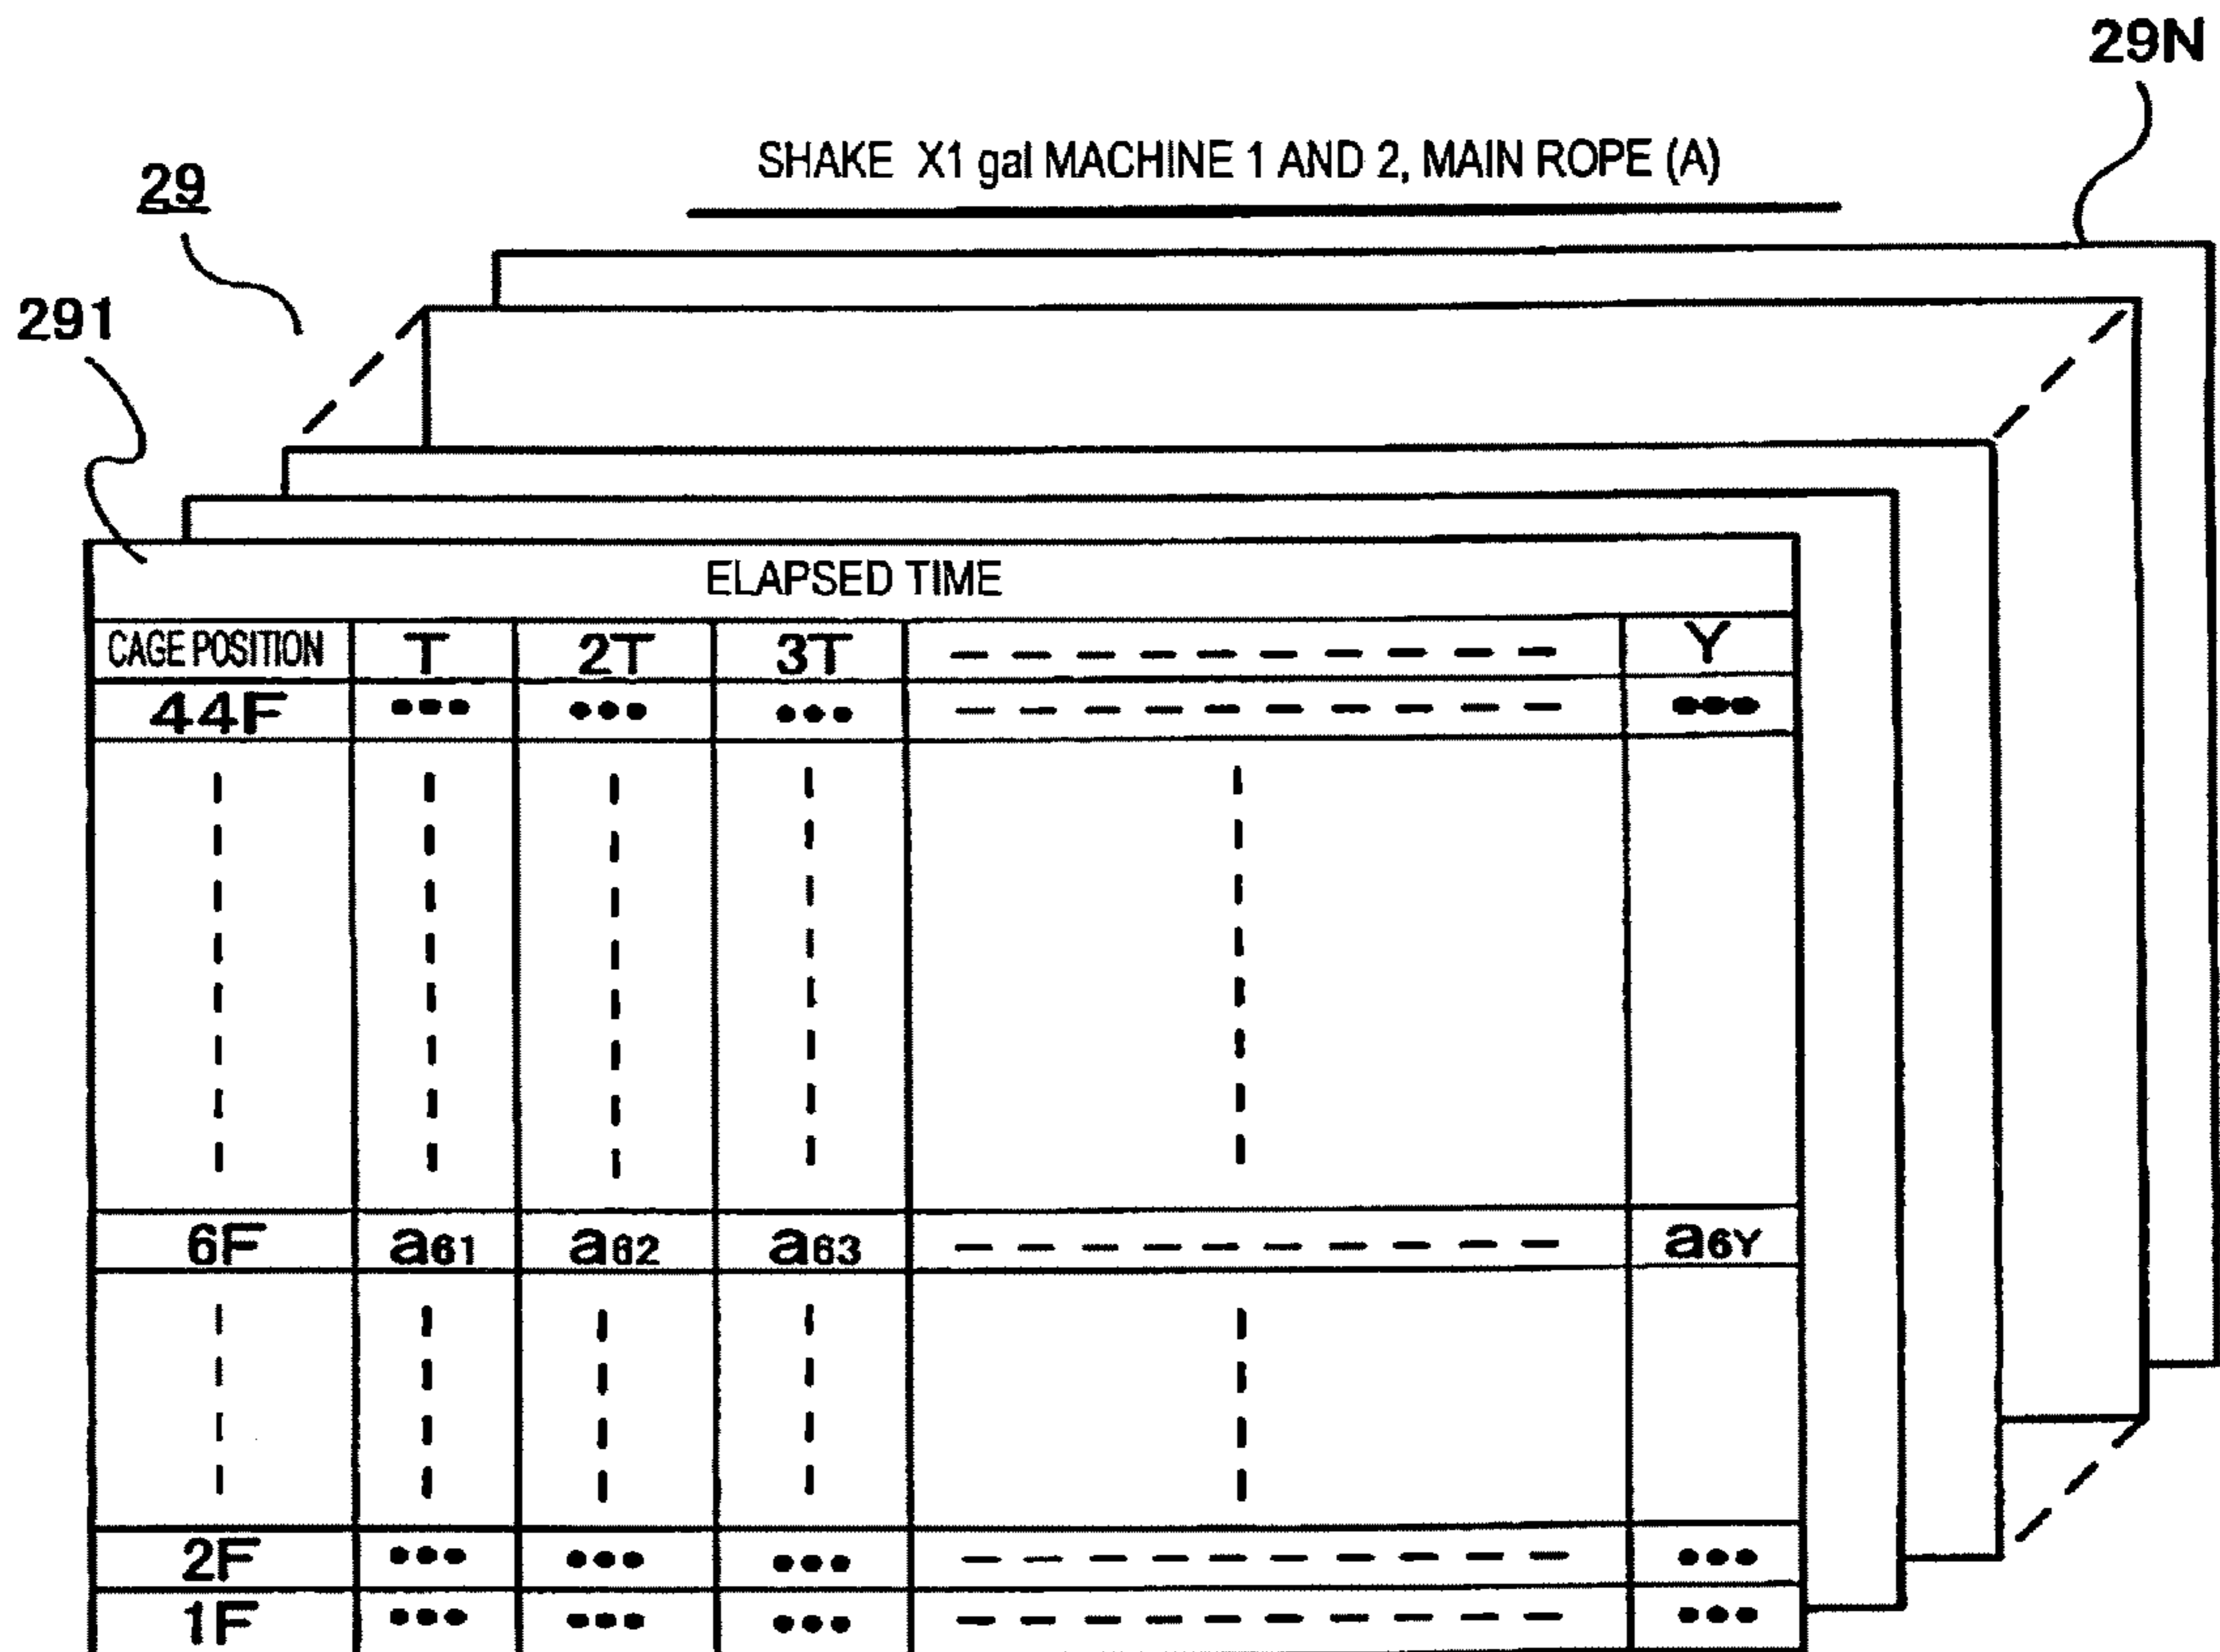 29N
SHAKE X1 gal MACHINE 1 AND 2, MAIN ROPE (A)
29
291
ELAPSED TIME
CAGE POSITION T 2T 3T Y
44F
6F a61 a62 a63 a6Y
2F
1F